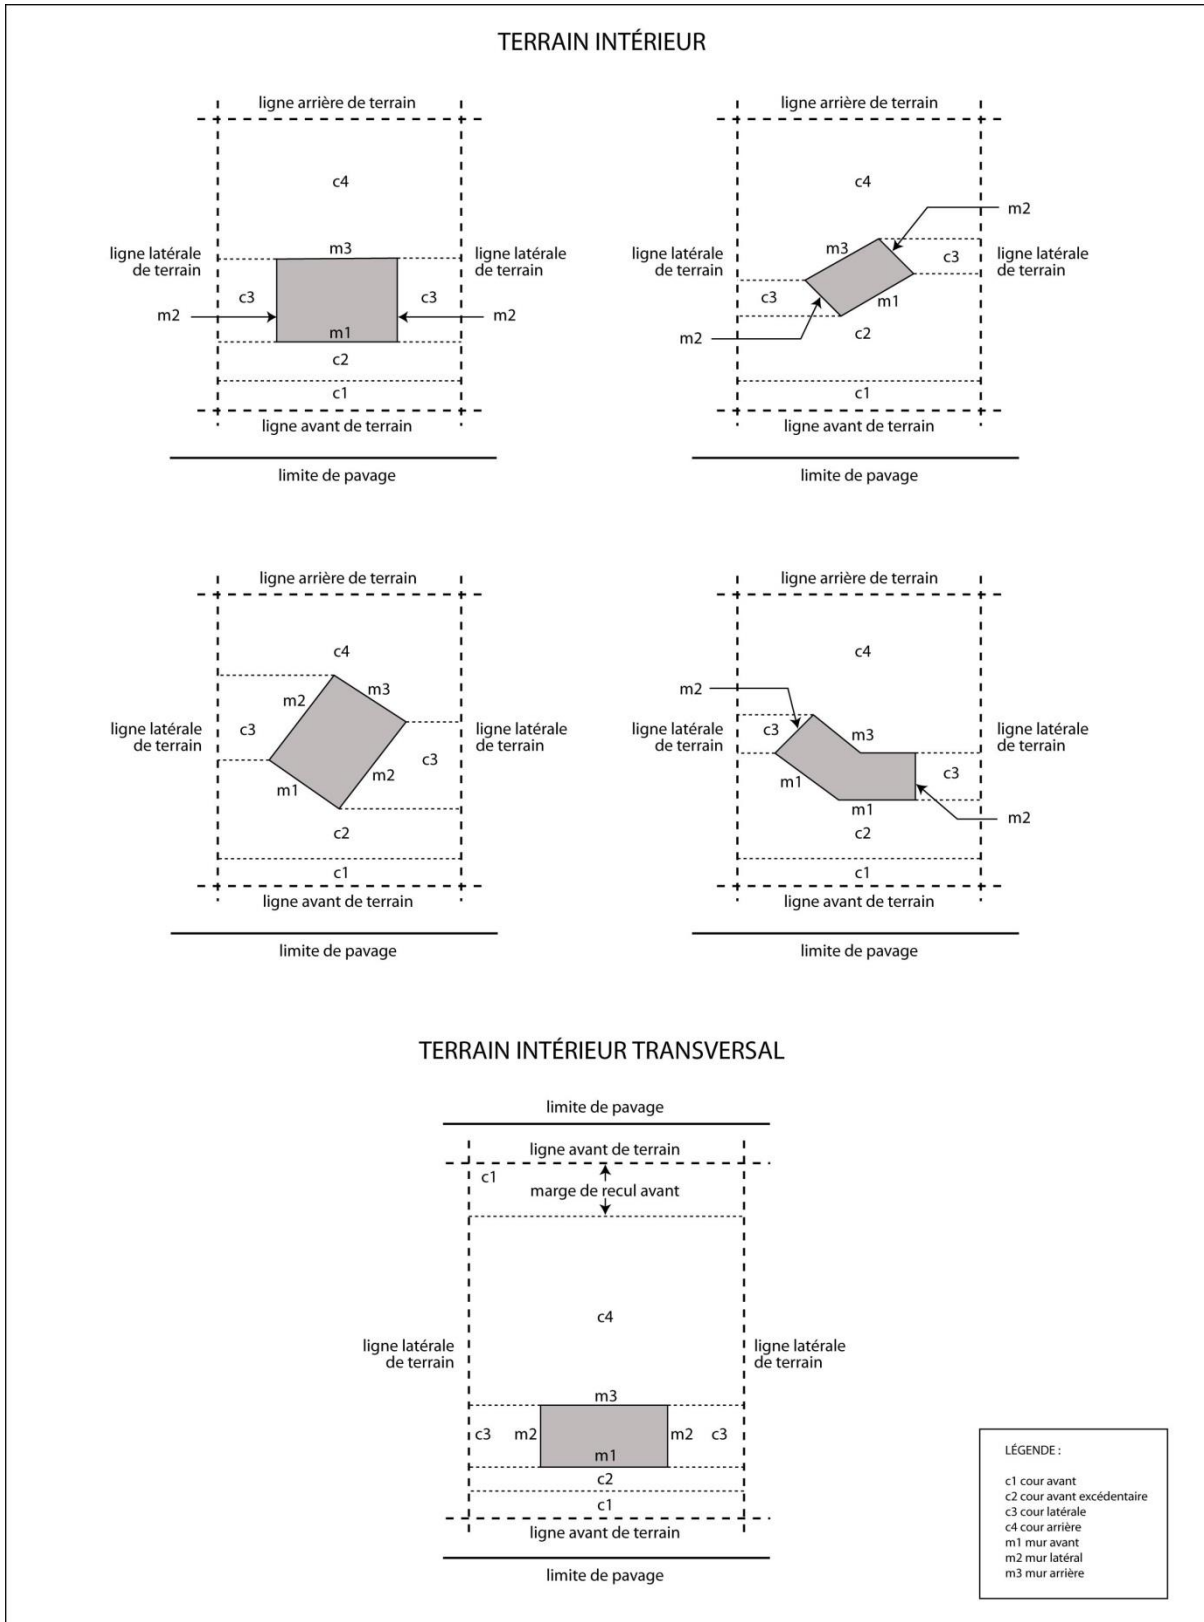 TERRAIN INTÉRIEUR
ligne arrière de terrain
c4
m3
ligne latérale
de terrain
ligne latérale
de terrain
c3
c3
m2
m2
m1
c2
c1
ligne avant de terrain
limite de pavage
ligne arrière de terrain
c4
m2
m3
ligne latérale
de terrain
ligne latérale
de terrain
c3
c3
m1
m2
c2
c1
ligne avant de terrain
limite de pavage
ligne arrière de terrain
c4
m2
m3
ligne latérale
de terrain
ligne latérale
de terrain
c3
c3
m2
m1
c2
c1
ligne avant de terrain
limite de pavage
ligne arrière de terrain
c4
m2
ligne latérale
de terrain
ligne latérale
de terrain
c3
m3
c3
m1
m1
m2
c2
c1
ligne avant de terrain
limite de pavage
TERRAIN INTÉRIEUR TRANSVERSAL
limite de pavage
ligne avant de terrain
c1
marge de recul avant
c4
ligne latérale
de terrain
ligne latérale
de terrain
m3
c3
m2
m2
c3
m1
c2
c1
ligne avant de terrain
limite de pavage
LÉGENDE :
c1 cour avant
c2 cour avant excédentaire
c3 cour latérale
c4 cour arrière
m1 mur avant
m2 mur latéral
m3 mur arrière